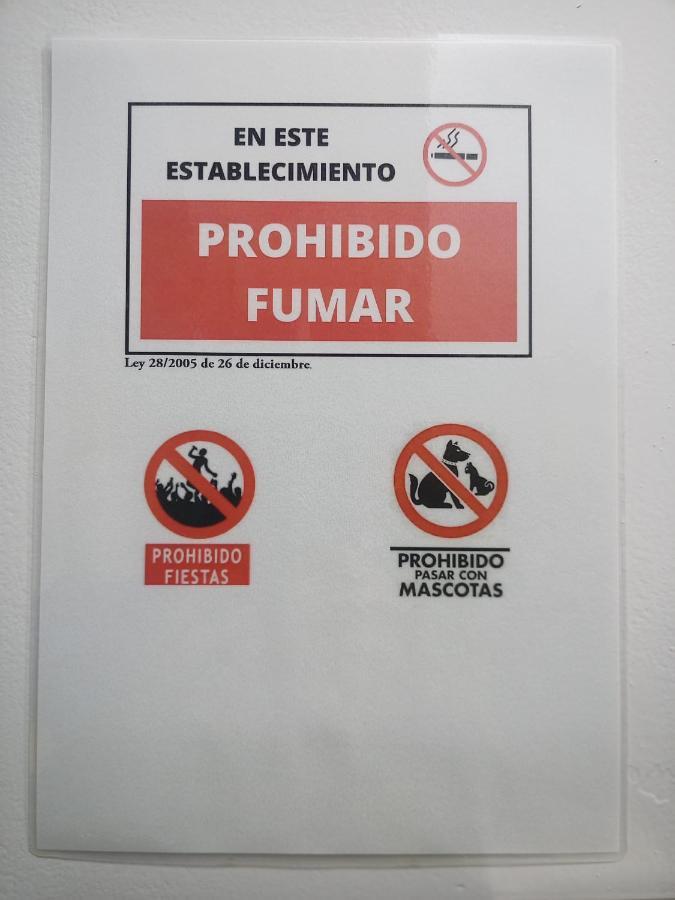 EN ESTE
ESTABLECIMIENTO
PROHIBIDO
FUMAR
Ley 28/2005 de 26 de diciembre.
PROHIBIDO
FIESTAS
PROHIBIDO
PASAR CON
MASCOTAS